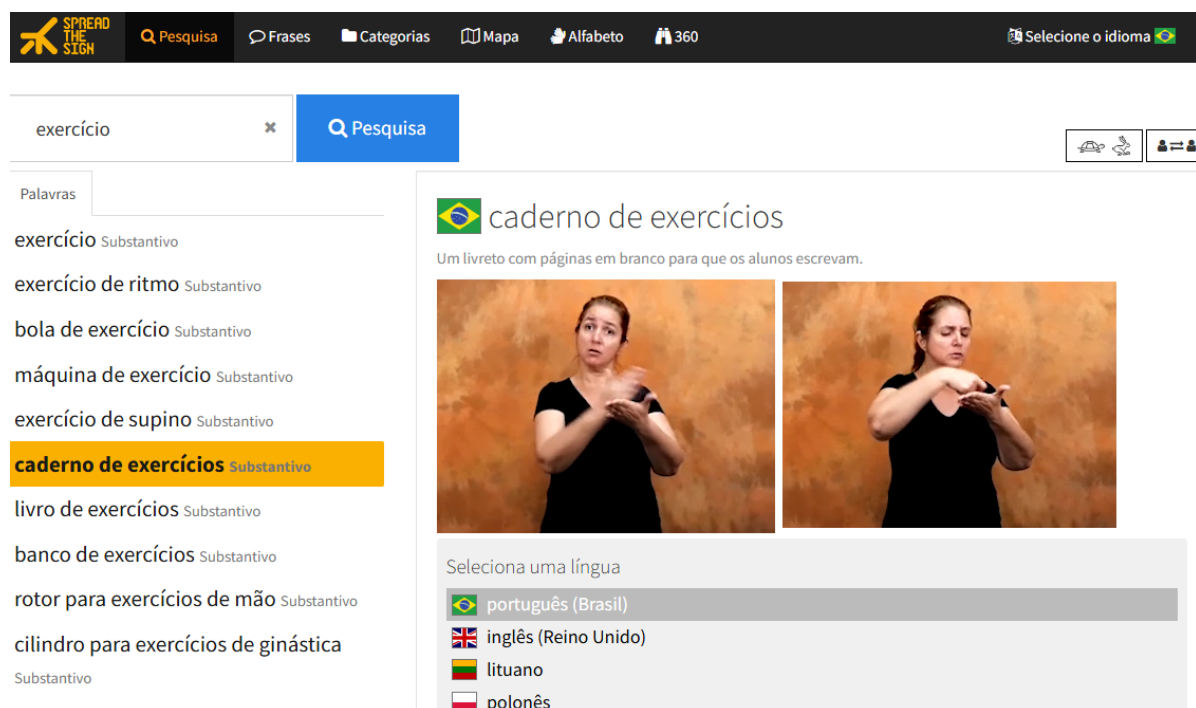 SPREAD
THE
SIGN
Pesquisa Frases Categorias Mapa Alfabeto 360 Selecione o idioma
exercício
Pesquisa
Palavras
exercício Substantivo
exercício de ritmo Substantivo
bola de exercício Substantivo
máquina de exercício Substantivo
exercício de supino Substantivo
caderno de exercícios Substantivo
livro de exercícios Substantivo
banco de exercícios Substantivo
rotor para exercícios de mão Substantivo
cilindro para exercícios de ginástica
Substantivo
caderno de exercícios
Um livreto com páginas em branco para que os alunos escrevam.
Seleciona uma língua
português (Brasil)
inglês (Reino Unido)
lituano
polonês